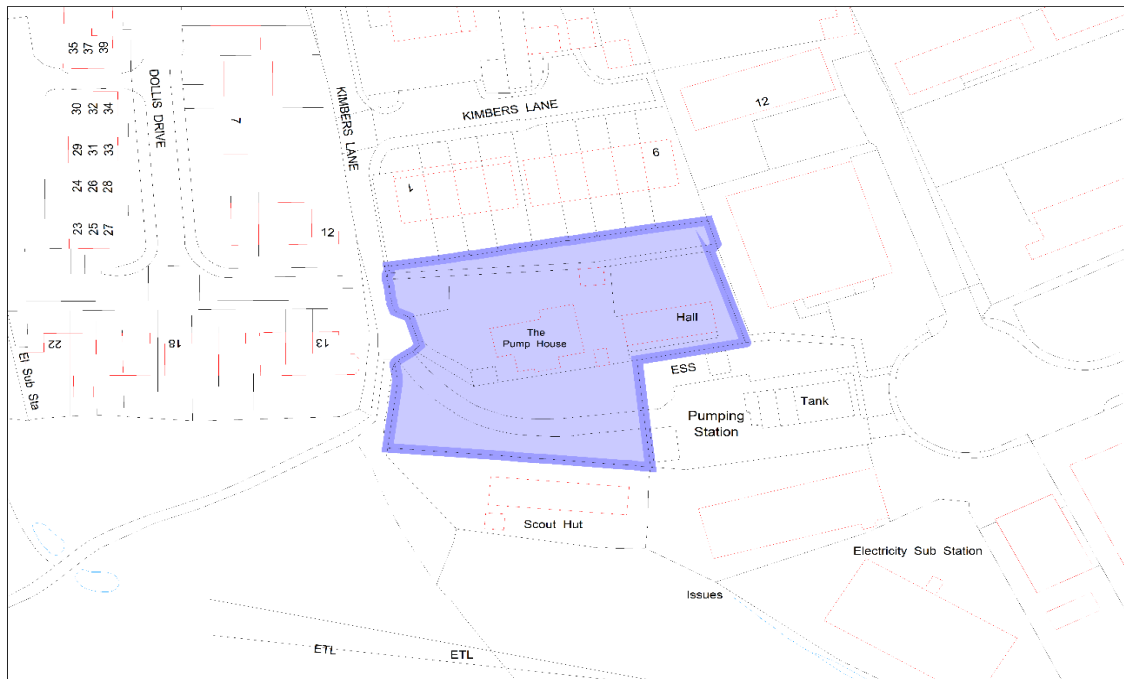 35
37
39
DOLLIS DRIVE
30
32
34
29
31
33
24
26
28
23
25
27
7
12
KIMBERS LANE
KIMBERS LANE
1
9
12
22
18
13
El Sub Sta
The
Pump House
Hall
ESS
Pumping
Station
Tank
Scout Hut
Electricity Sub Station
Issues
ETL
ETL